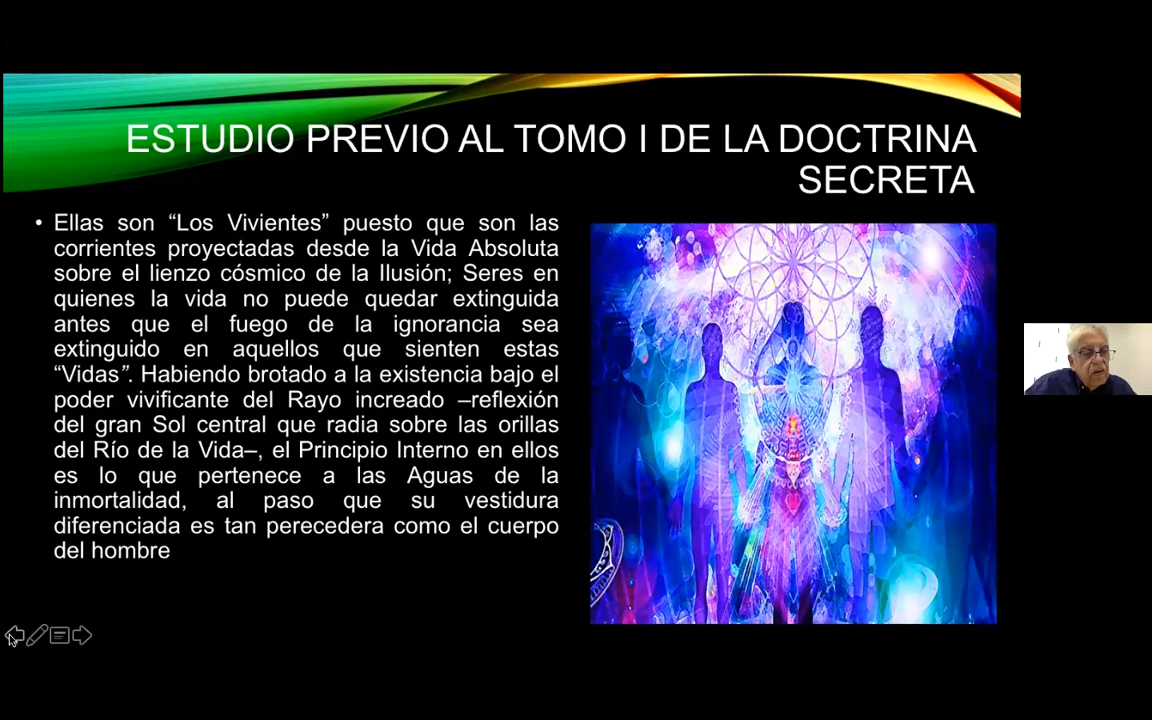 ESTUDIO PREVIO AL TOMO I DE LA DOCTRINA
SECRETA
• Ellas son “Los Vivientes” puesto que son las
corrientes proyectadas desde la Vida Absoluta
sobre el lienzo cósmico de la Ilusión; Seres en
quienes la vida no puede quedar extinguida
antes que el fuego de la ignorancia sea
extinguido en aquellos que sienten estas
“Vidas”. Habiendo brotado a la existencia bajo el
poder vivificante del Rayo increado –reflexión
del gran Sol central que radia sobre las orillas
del Río de la Vida–, el Principio Interno en ellos
es lo que pertenece a las Aguas de la
inmortalidad, al paso que su vestidura
diferenciada es tan perecedera como el cuerpo
del hombre